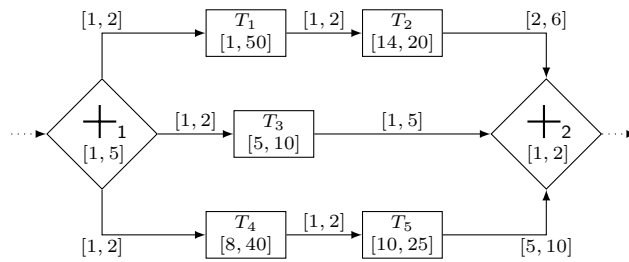 [1, 2] T1 [1, 2] T2 [2, 6]
[1, 50] [14, 20]
+1 [1, 2] T3 [1, 5] +2
[1, 5] [5, 10] [1, 2]
T4 [1, 2] T5
[8, 40] [10, 25]
[1, 2] [5, 10]